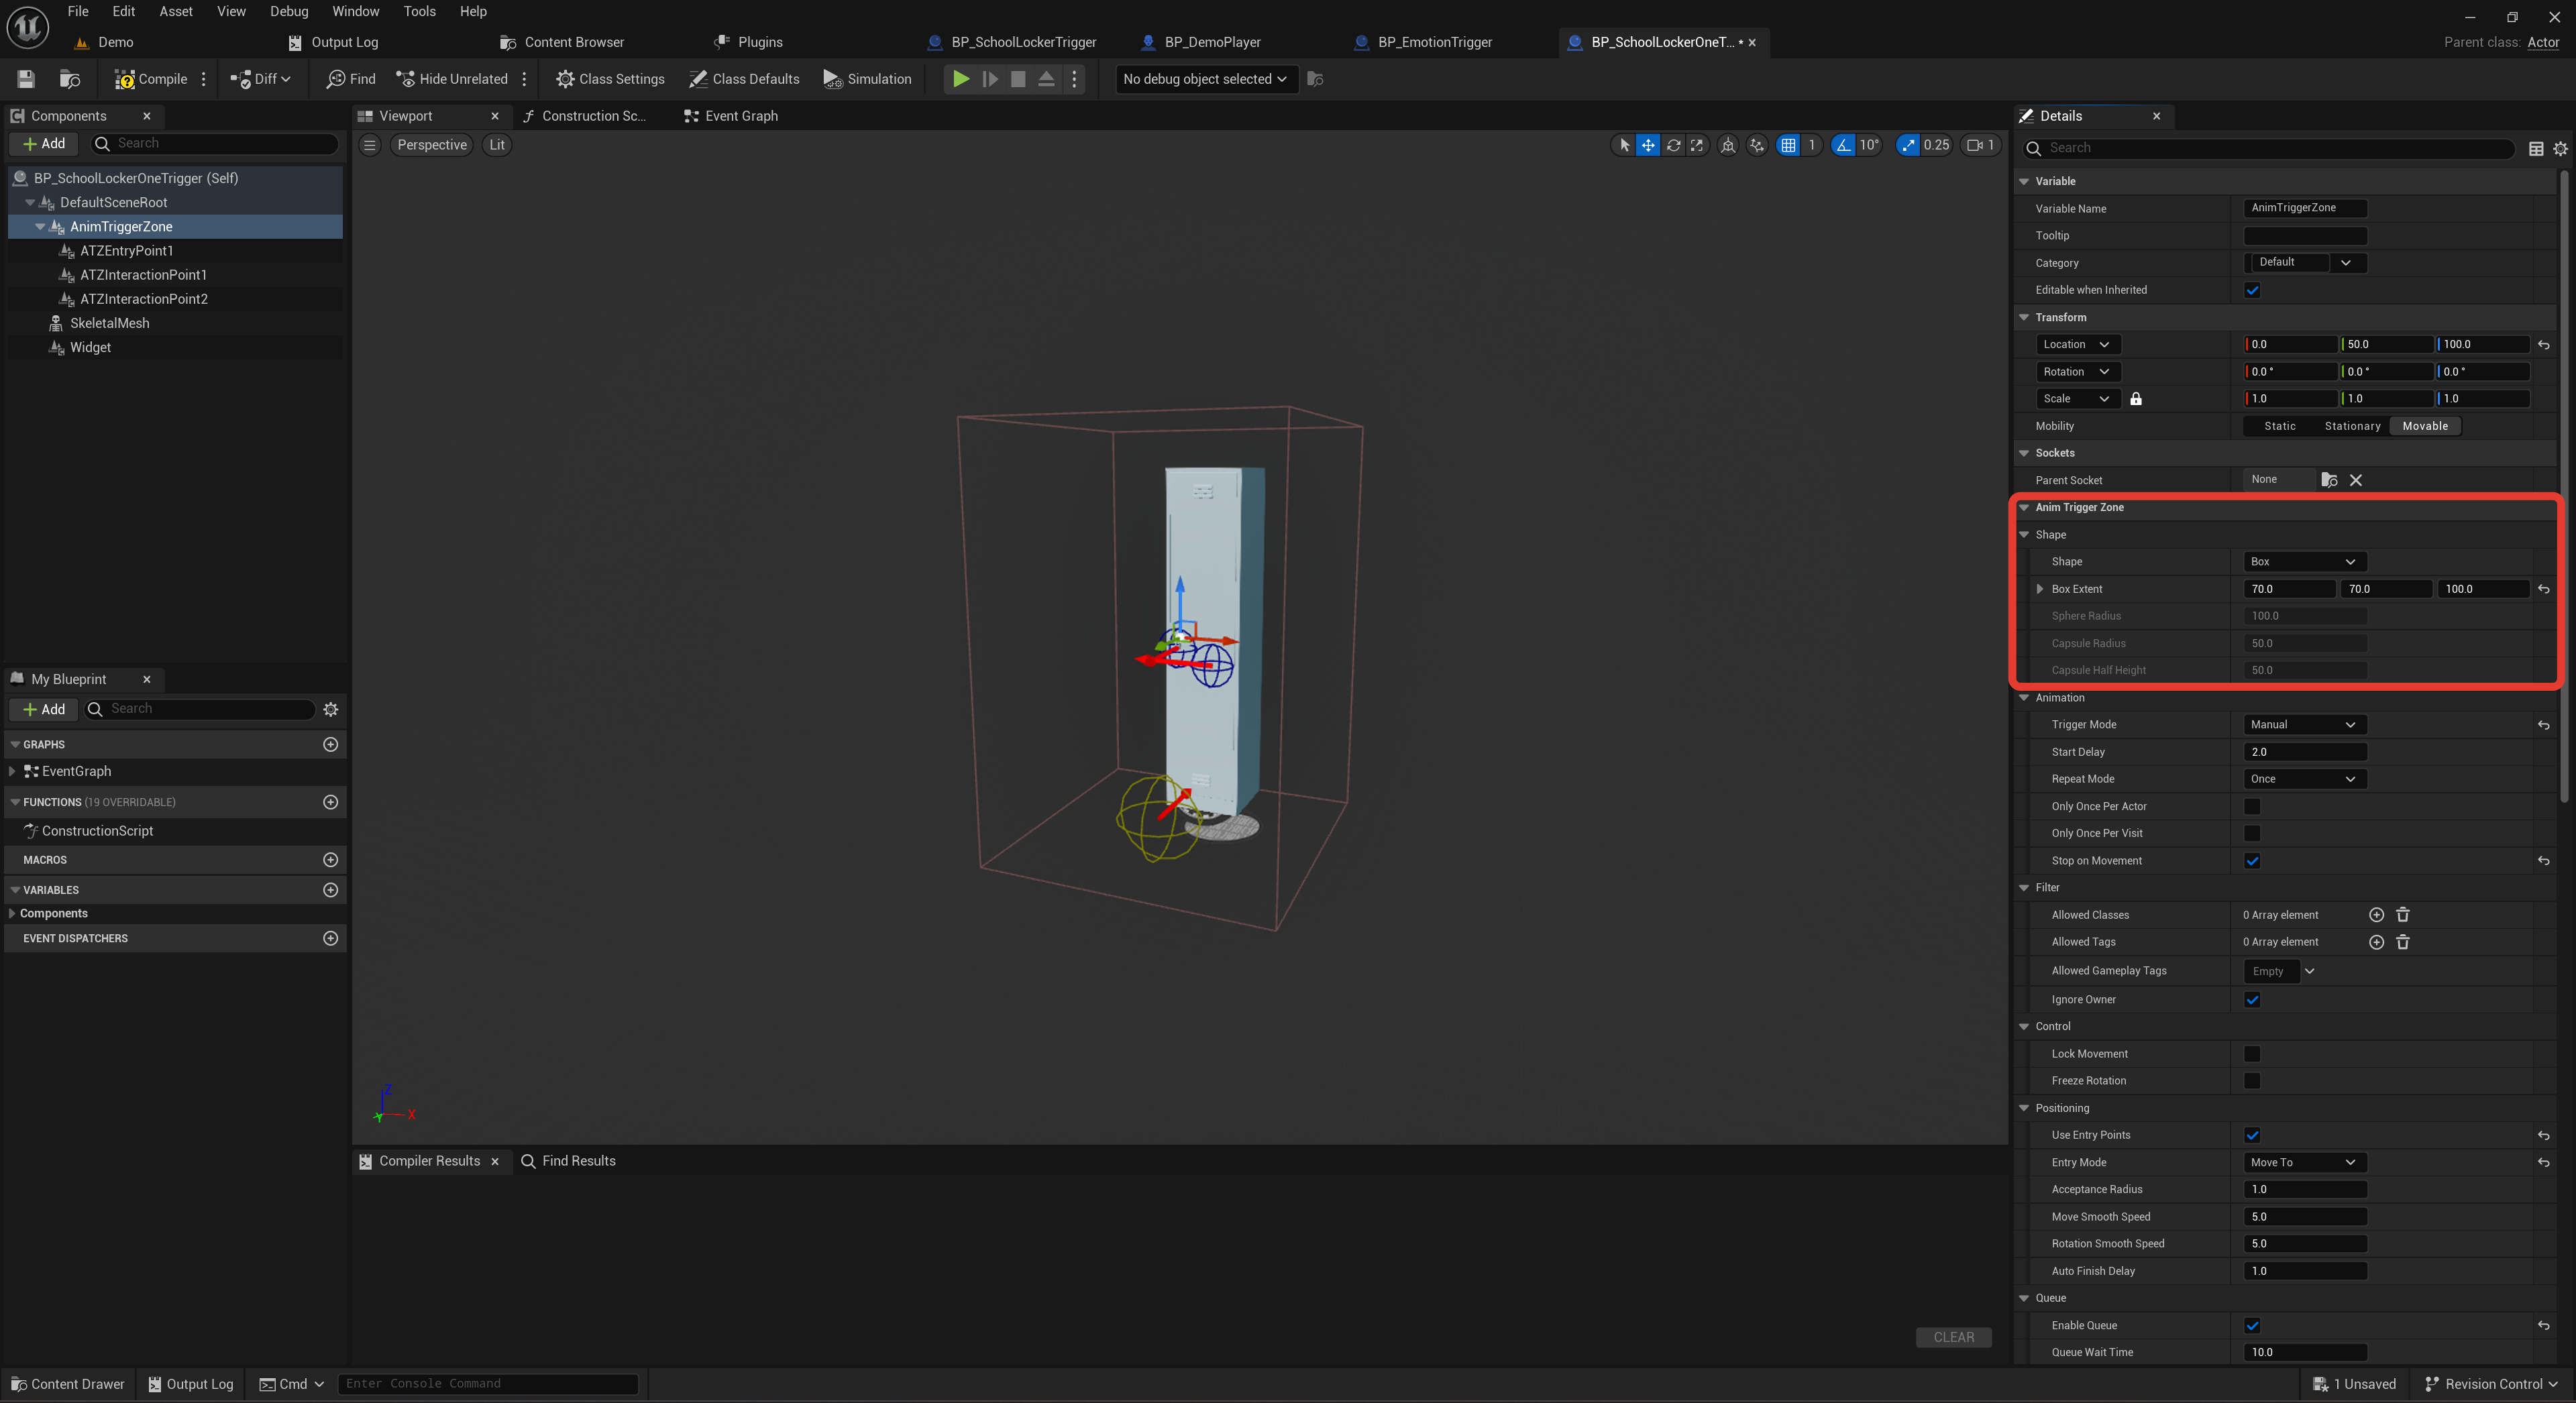 File Edit Asset View Debug Window Tools Help
Demo Output Log Content Browser Plugins BP_SchoolLockerTrigger BP_DemoPlayer BP_EmotionTrigger BP_SchoolLockerOneT... • Parent class: Actor
Compile Diff Find Hide Unrelated Class Settings Class Defaults Simulation No debug object selected
Components
Add Search
BP_SchoolLockerOneTrigger (Self)
DefaultSceneRoot
AnimTriggerZone
ATZEntryPoint1
ATZInteractionPoint1
ATZInteractionPoint2
SkeletalMesh
Widget
My Blueprint
Add Search
GRAPHS
EventGraph
FUNCTIONS (19 OVERRIDABLE)
ConstructionScript
MACROS
VARIABLES
Components
EVENT DISPATCHERS
Viewport Construction Sc... Event Graph
Perspective Lit 1 10° 0.25 1
Z
X
Y
Compiler Results Find Results
CLEAR
Details
Search
Variable
Variable Name AnimTriggerZone
Tooltip
Category Default
Editable when Inherited
Transform
Location 0.0 50.0 100.0
Rotation 0.0 ° 0.0 ° 0.0 °
Scale 1.0 1.0 1.0
Mobility Static Stationary Movable
Sockets
Parent Socket None
Anim Trigger Zone
Shape
Shape Box
Box Extent 70.0 70.0 100.0
Sphere Radius 100.0
Capsule Radius 50.0
Capsule Half Height 50.0
Animation
Trigger Mode Manual
Start Delay 2.0
Repeat Mode Once
Only Once Per Actor
Only Once Per Visit
Stop on Movement
Filter
Allowed Classes 0 Array element
Allowed Tags 0 Array element
Allowed Gameplay Tags Empty
Ignore Owner
Control
Lock Movement
Freeze Rotation
Positioning
Use Entry Points
Entry Mode Move To
Acceptance Radius 1.0
Move Smooth Speed 5.0
Rotation Smooth Speed 5.0
Auto Finish Delay 1.0
Queue
Enable Queue
Queue Wait Time 10.0
Content Drawer Output Log Cmd Enter Console Command 1 Unsaved Revision Control